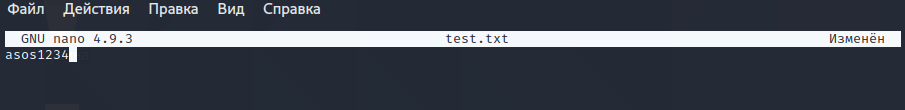 Файл Действия Правка Вид Справка
GNU nano 4.9.3 test.txt Изменён
asos1234